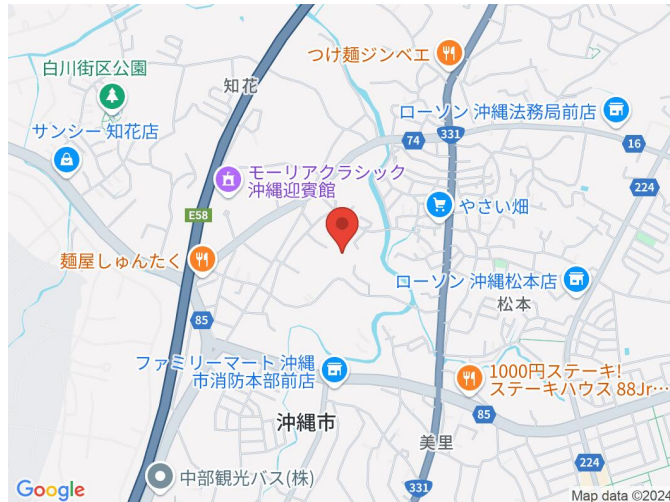 つけ麺ジンベエ
白川街区公園
知花
ローソン 沖縄法務局前店
サンシー 知花店
331
74
16
モーリアクラシック
沖縄迎賓館
224
やさい畑
E58
麺屋しゅんたく
ローソン 沖縄松本店
松本
85
ファミリーマート 沖縄
市消防本部前店
1000円ステーキ!
ステーキハウス 88Jr…
85
沖縄市
美里
224
中部観光バス(株)
331
Google
Map data ©202